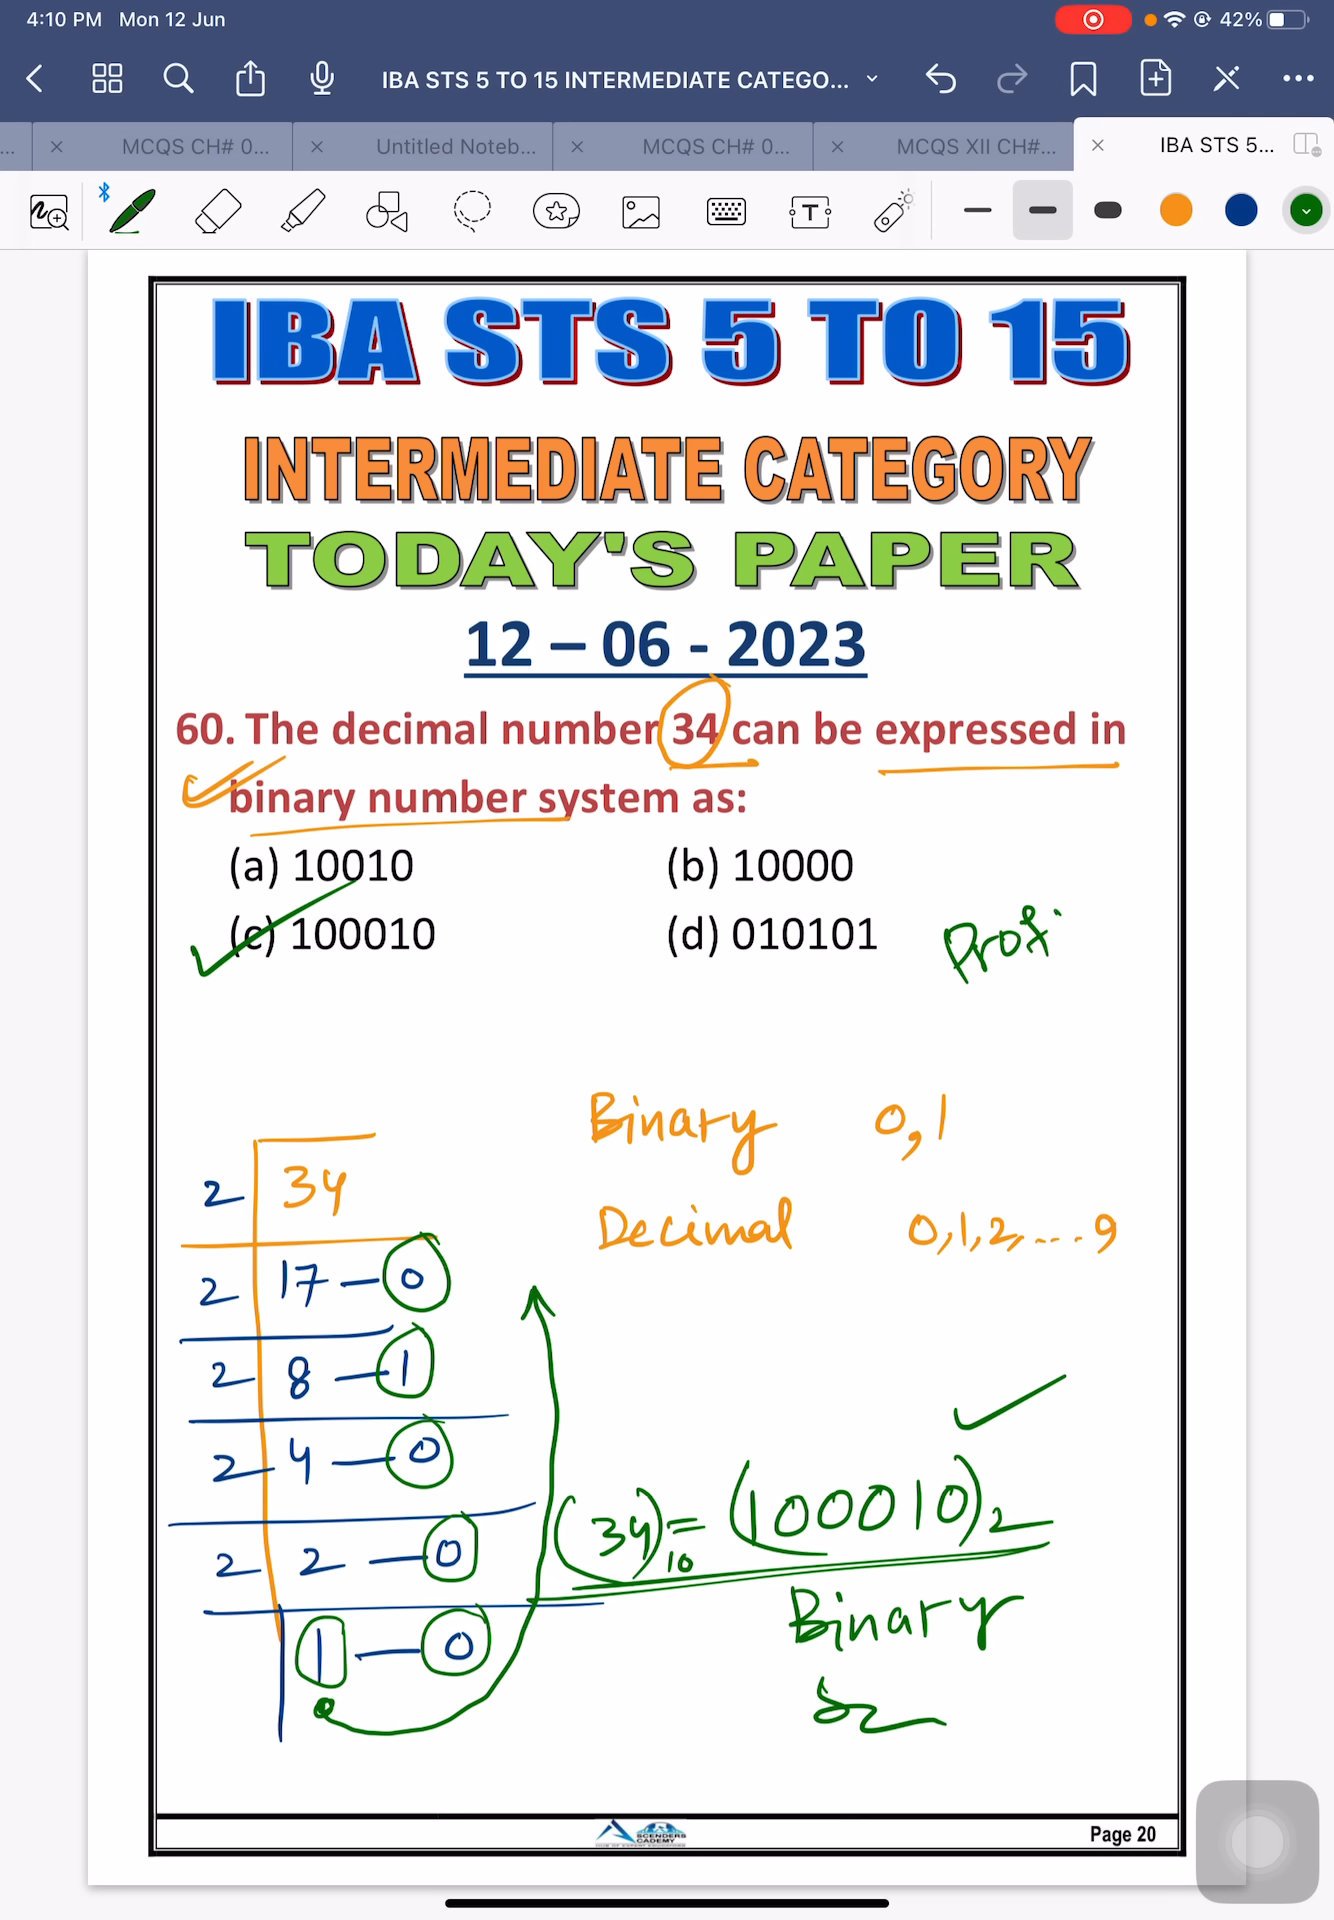 4:10 PM Mon 12 Jun
42%
IBA STS 5 TO 15 INTERMEDIATE CATEGO...
MCQS CH# 0...
Untitled Noteb...
MCQS CH# 0...
MCQS XII CH#...
IBA STS 5...
T
IBA STS 5 TO 15
INTERMEDIATE CATEGORY
TODAY'S PAPER
12 – 06 - 2023
60. The decimal number 34 can be expressed in
binary number system as:
(a) 10010 (b) 10000
(c) 100010 (d) 010101
Prof.
Binary 0,1
Decimal 0,1,2,...9
2 34
2 17 — 0
2 8 — 1
2 4 — 0
2 2 — 0
1 — 0
(34)10 = (100010)2
Binary
Page 20